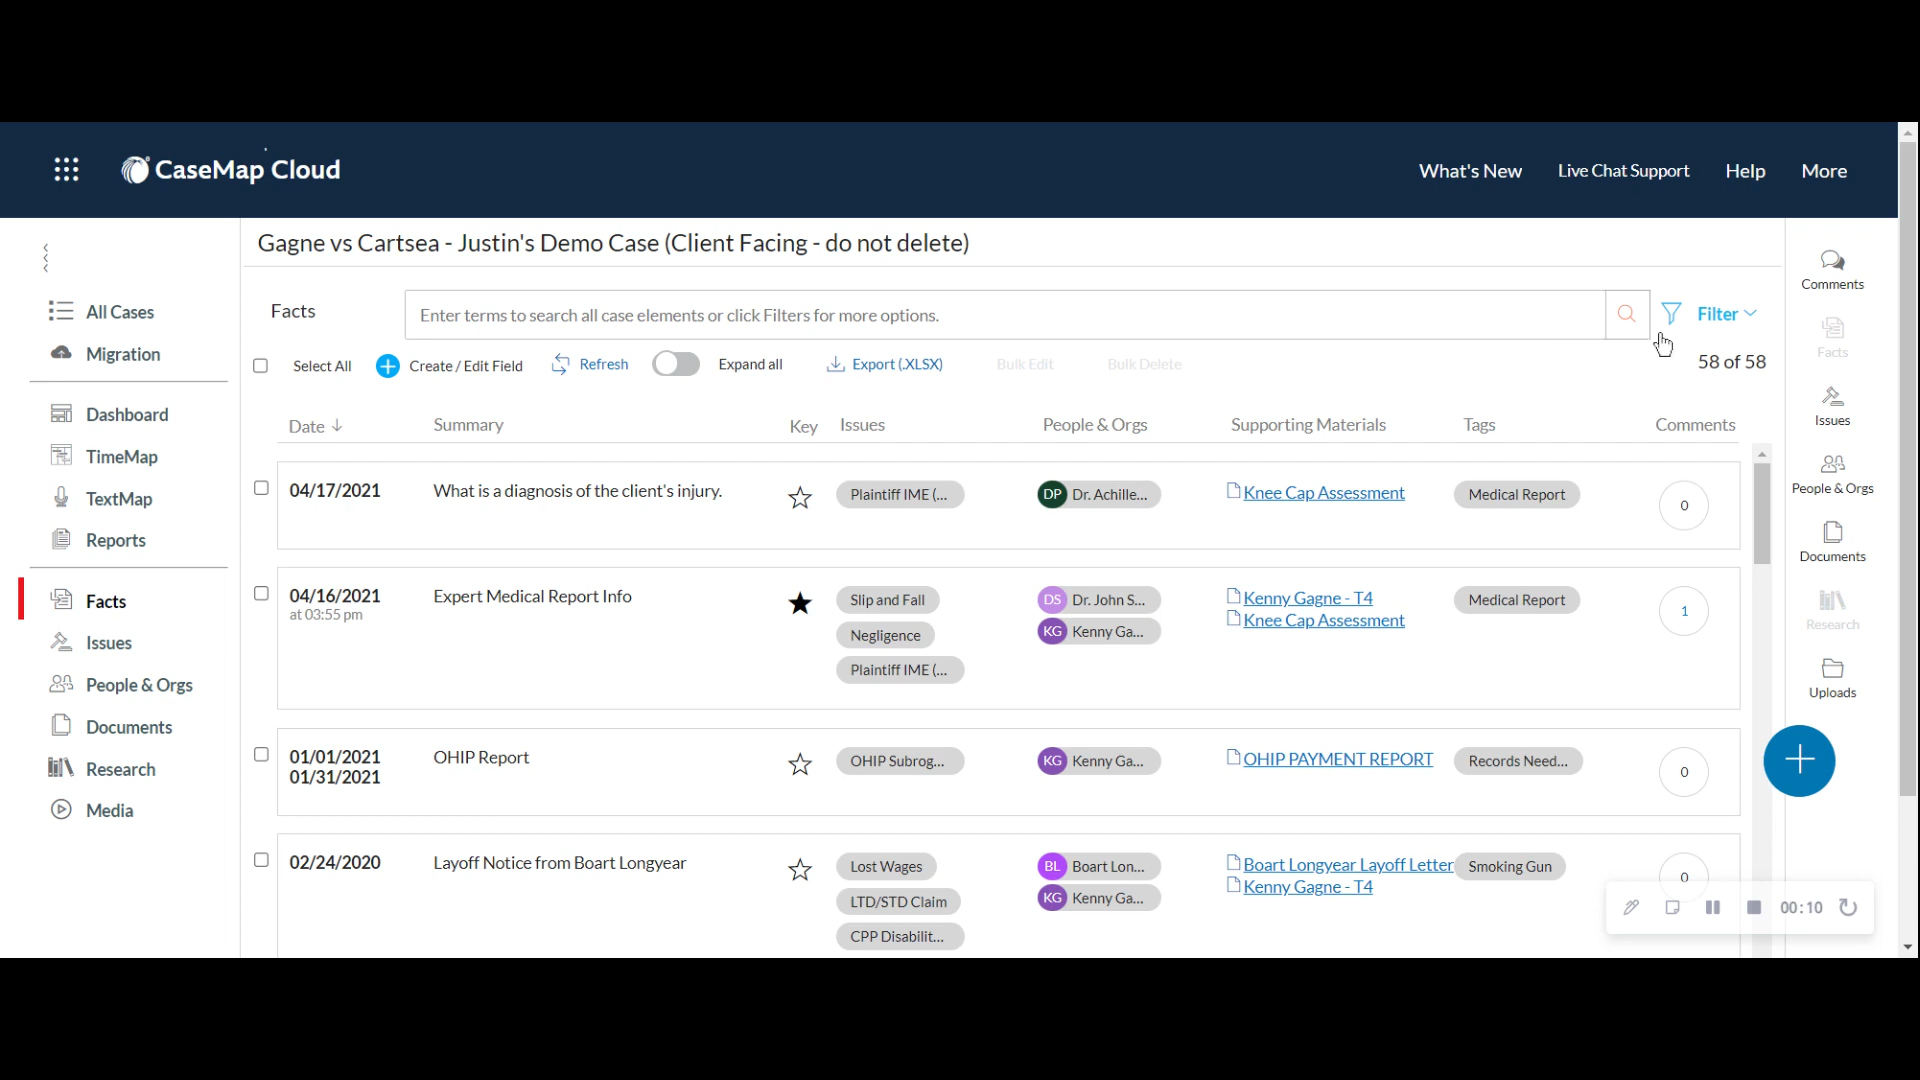 CaseMap Cloud
What's New
Live Chat Support
Help
More
Gagne vs Cartsea - Justin's Demo Case (Client Facing - do not delete)
All Cases
Migration
Dashboard
TimeMap
TextMap
Reports
Facts
Issues
People & Orgs
Documents
Research
Media
Facts
Enter terms to search all case elements or click Filters for more options.
Filter
Select All
Create / Edit Field
Refresh
Expand all
Export (.XLSX)
Bulk Edit
Bulk Delete
58 of 58
Date
Summary
Key
Issues
People & Orgs
Supporting Materials
Tags
Comments
04/17/2021
What is a diagnosis of the client's injury.
Plaintiff IME (...
DP Dr. Achille...
Knee Cap Assessment
Medical Report
0
04/16/2021
at 03:55 pm
Expert Medical Report Info
Slip and Fall
Negligence
Plaintiff IME (...
DS Dr. John S...
KG Kenny Ga...
Kenny Gagne - T4
Knee Cap Assessment
Medical Report
1
01/01/2021
01/31/2021
OHIP Report
OHIP Subrog...
KG Kenny Ga...
OHIP PAYMENT REPORT
Records Need...
0
02/24/2020
Layoff Notice from Boart Longyear
Lost Wages
LTD/STD Claim
CPP Disabilit...
BL Boart Lon...
KG Kenny Ga...
Boart Longyear Layoff Letter
Kenny Gagne - T4
Smoking Gun
0
00:10
Comments
Facts
Issues
People & Orgs
Documents
Research
Uploads